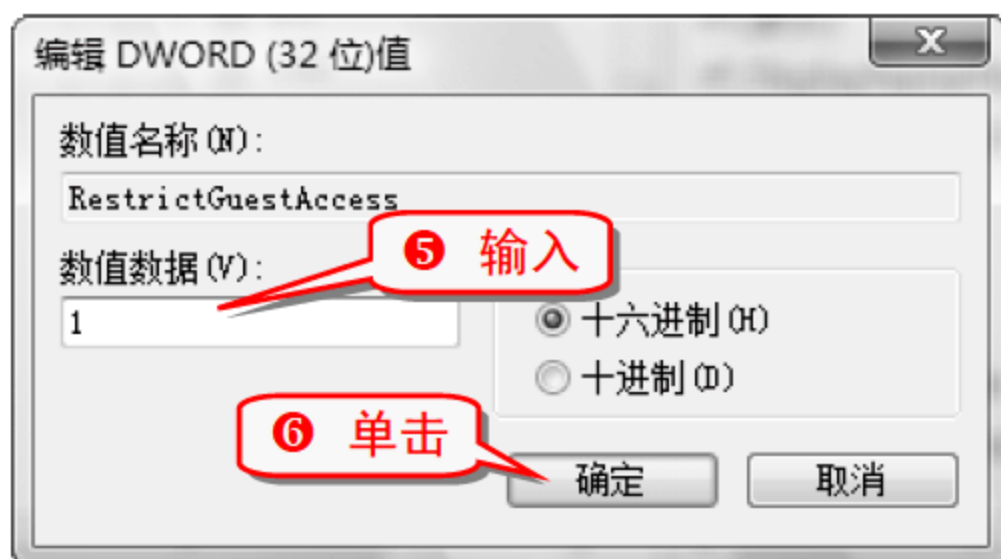 编辑 DWORD (32 位)值
数值名称(N):
RestrictGuestAccess
数值数据(V):
❺ 输入
1
十六进制(H)
十进制(D)
❻ 单击
确定
取消